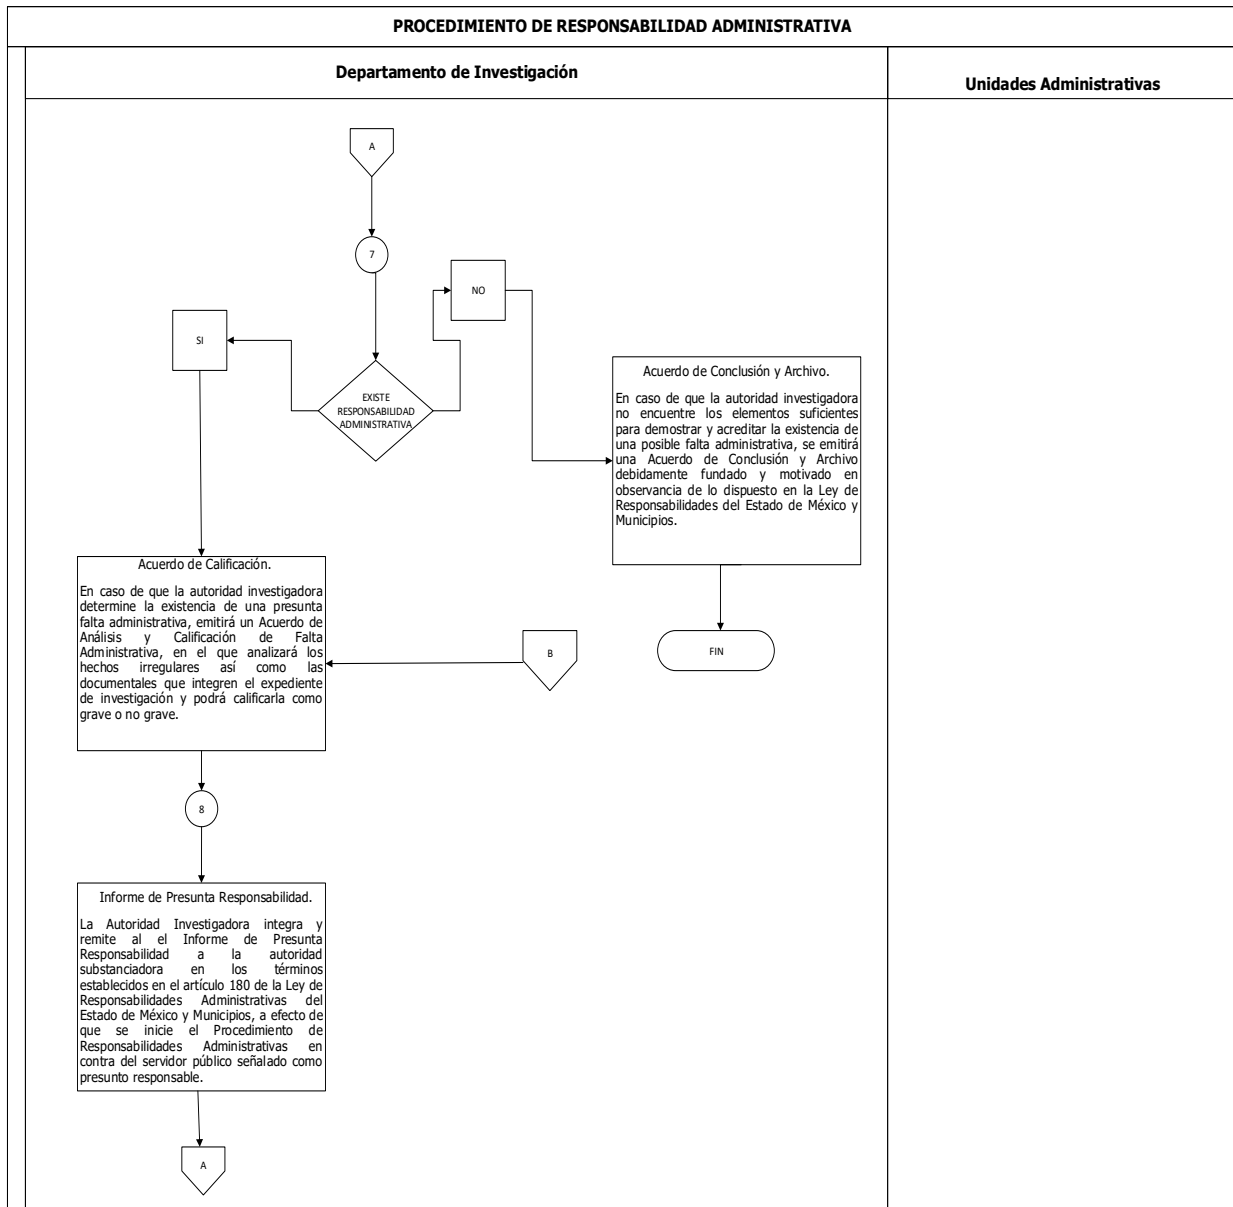 PROCEDIMIENTO DE RESPONSABILIDAD ADMINISTRATIVA
Departamento de Investigación
Unidades Administrativas
A
7
NO
SI
EXISTE
RESPONSABILIDAD
ADMINISTRATIVA
Acuerdo de Conclusión y Archivo.
En caso de que la autoridad investigadora
no encuentre los elementos suficientes
para demostrar y acreditar la existencia de
una posible falta administrativa, se emitirá
una Acuerdo de Conclusión y Archivo
debidamente fundado y motivado en
observancia de lo dispuesto en la Ley de
Responsabilidades del Estado de México y
Municipios.
Acuerdo de Calificación.
En caso de que la autoridad investigadora
determine la existencia de una presunta
falta administrativa, emitirá un Acuerdo de
Análisis y Calificación de Falta
Administrativa, en el que analizará los
hechos irregulares así como las
documentales que integren el expediente
de investigación y podrá calificarla como
grave o no grave.
B
FIN
8
Informe de Presunta Responsabilidad.
La Autoridad Investigadora integra y
remite al el Informe de Presunta
Responsabilidad a la autoridad
substanciadora en los términos
establecidos en el artículo 180 de la Ley de
Responsabilidades Administrativas del
Estado de México y Municipios, a efecto de
que se inicie el Procedimiento de
Responsabilidades Administrativas en
contra del servidor público señalado como
presunto responsable.
A